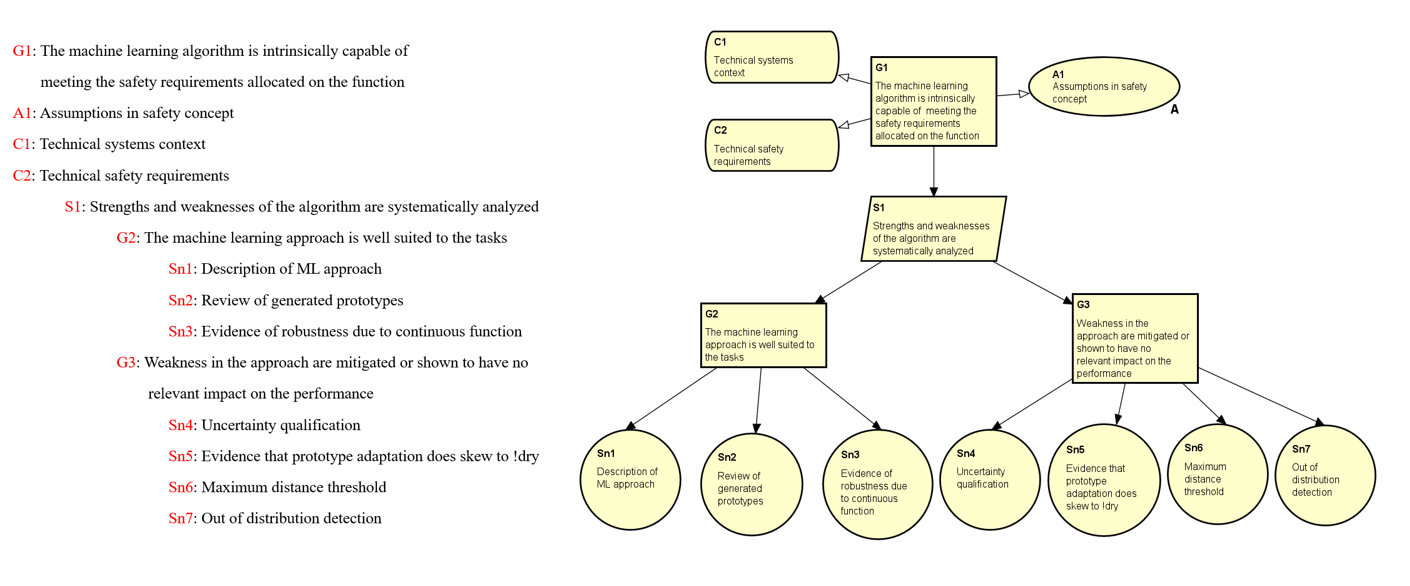 G1: The machine learning algorithm is intrinsically capable of
meeting the safety requirements allocated on the function
A1: Assumptions in safety concept
C1: Technical systems context
C2: Technical safety requirements
S1: Strengths and weaknesses of the algorithm are systematically analyzed
G2: The machine learning approach is well suited to the tasks
Sn1: Description of ML approach
Sn2: Review of generated prototypes
Sn3: Evidence of robustness due to continuous function
G3: Weakness in the approach are mitigated or shown to have no
relevant impact on the performance
Sn4: Uncertainty qualification
Sn5: Evidence that prototype adaptation does skew to !dry
Sn6: Maximum distance threshold
Sn7: Out of distribution detection
C1
Technical systems
context
G1
The machine learning
algorithm is intrinsically
capable of meeting the
safety requirements
allocated on the function
A1
Assumptions in safety
concept
A
C2
Technical safety
requirements
S1
Strengths and weaknesses
of the algorithm are
systematically analyzed
G2
The machine learning
approach is well suited to
the tasks
G3
Weakness in the
approach are mitigated or
shown to have no
relevant impact on the
performance
Sn1
Description of
ML approach
Sn2
Review of
generated
prototypes
Sn3
Evidence of
robustness due
to continuous
function
Sn4
Uncertainty
qualification
Sn5
Evidence that
prototype
adaptation does
skew to !dry
Sn6
Maximum
distance
threshold
Sn7
Out of
distribution
detection